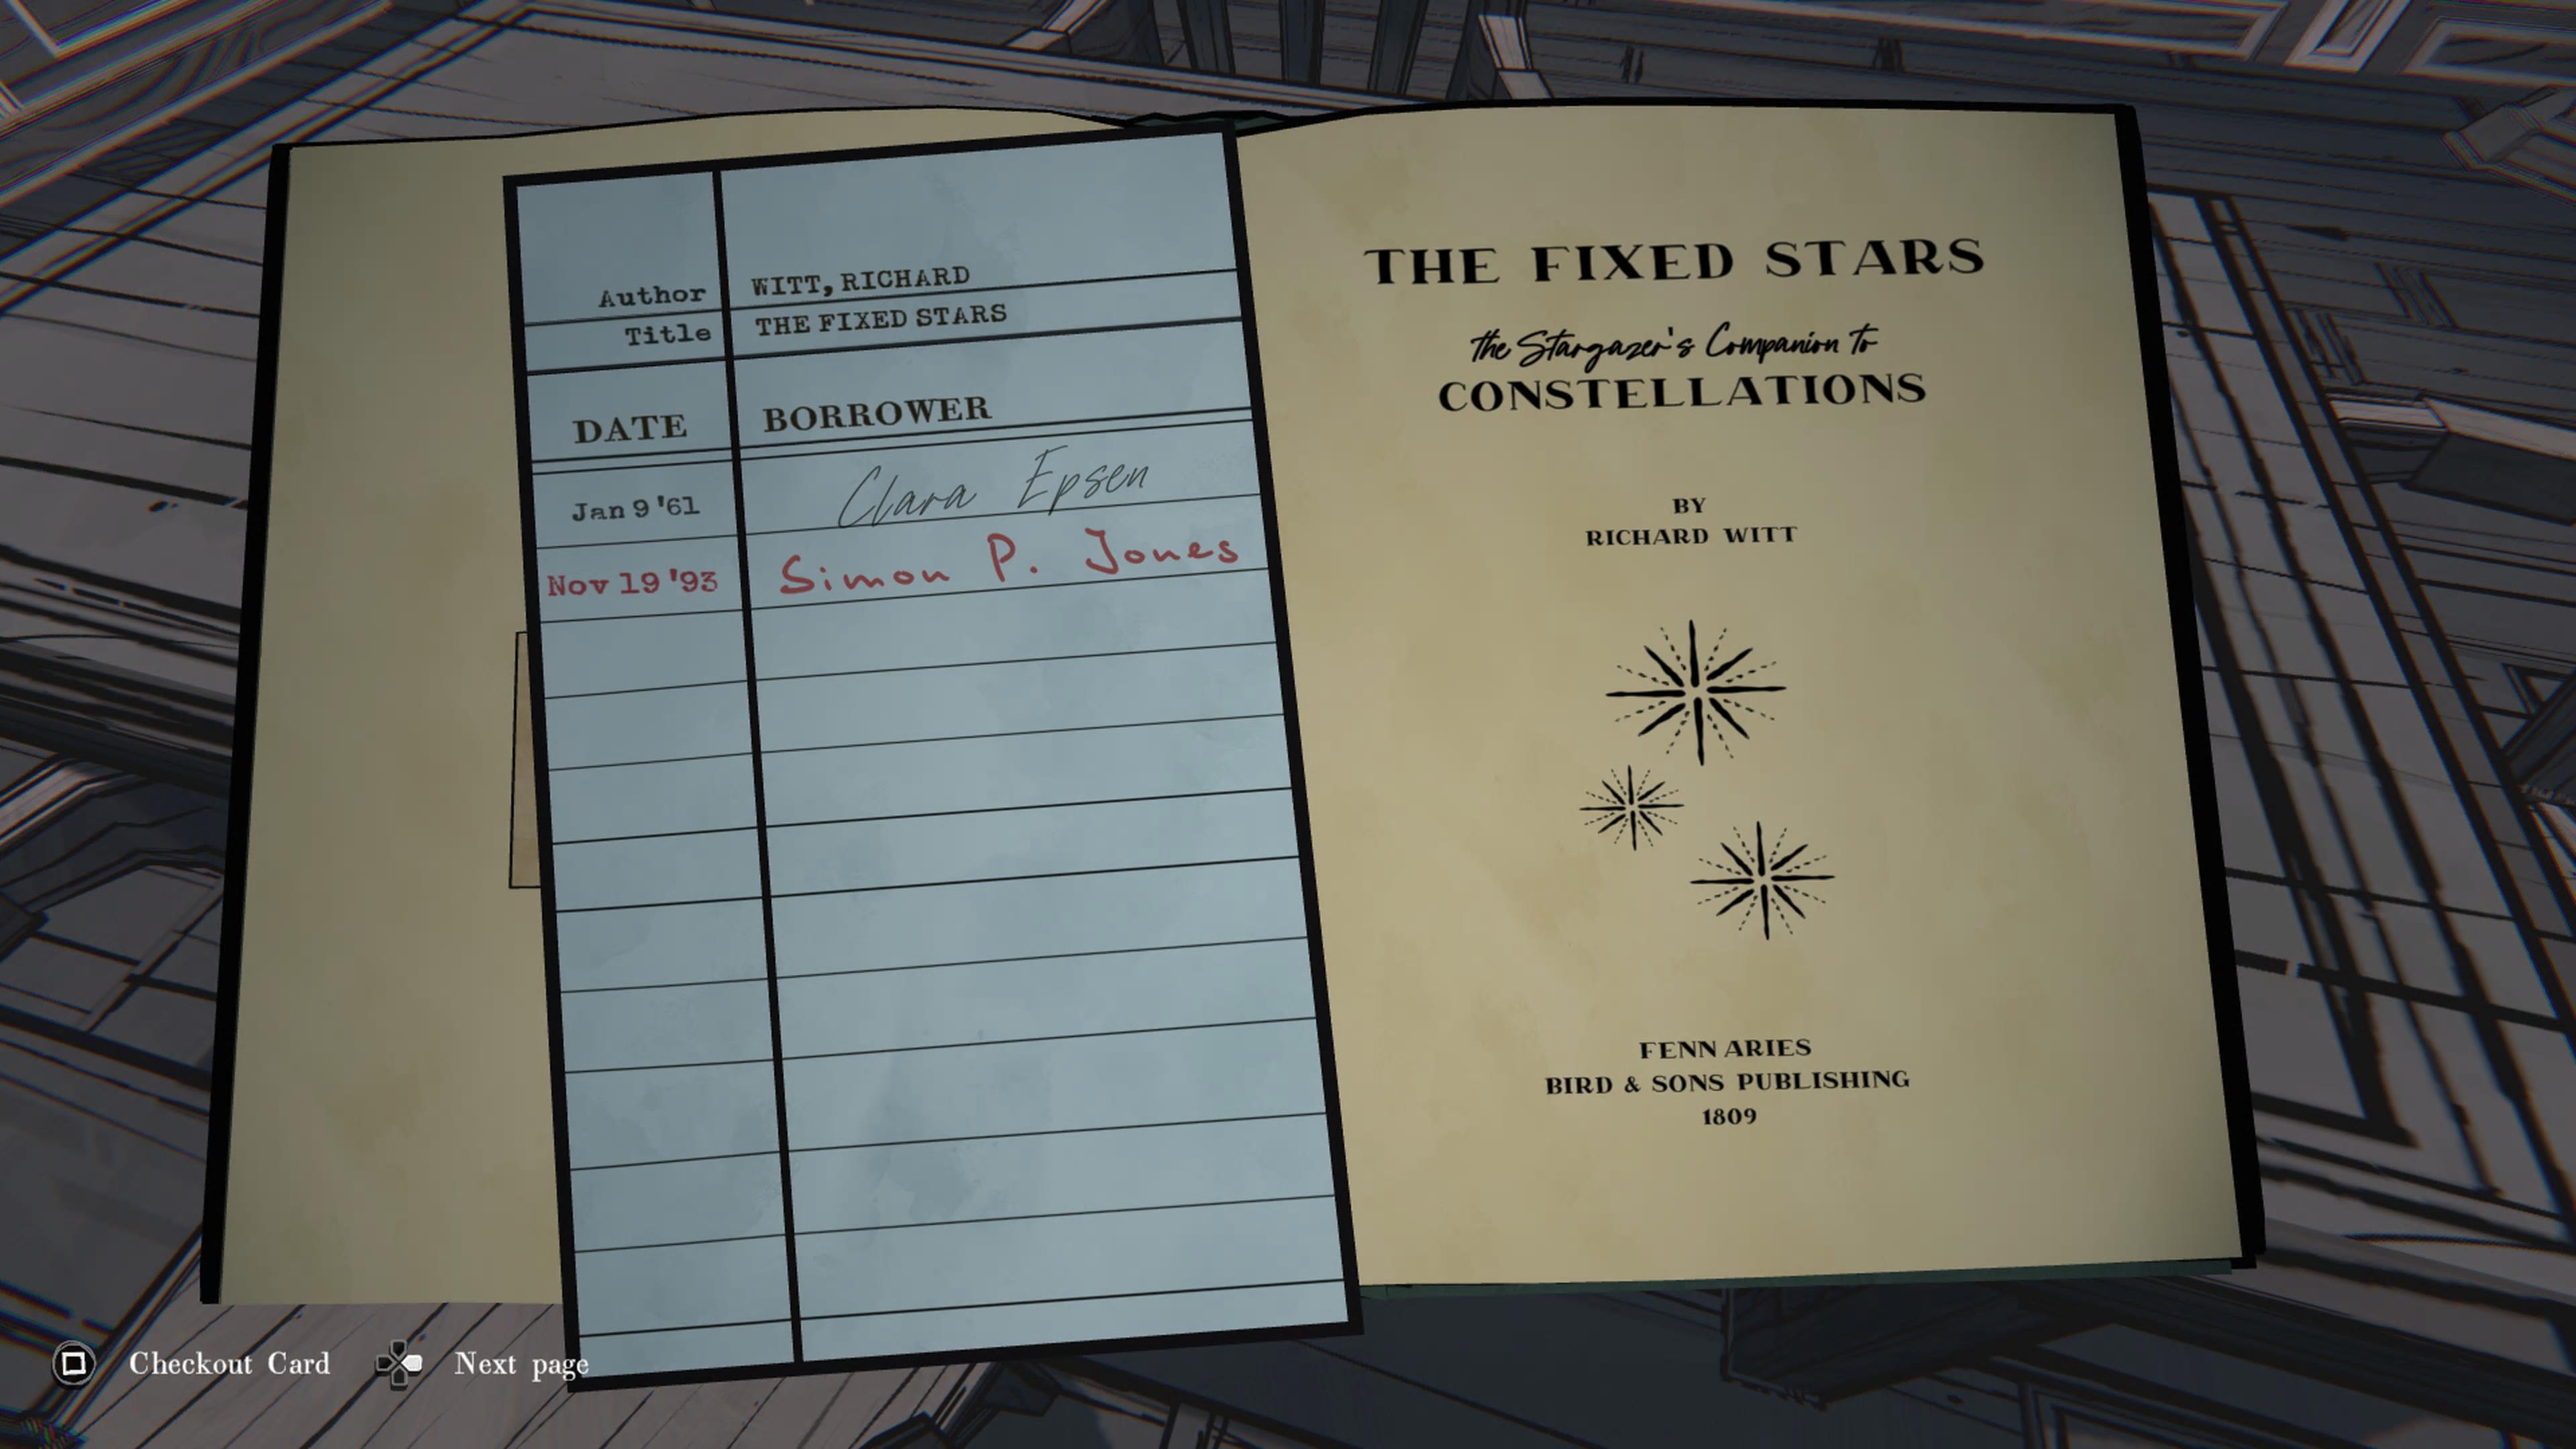 Author WITT, RICHARD
Title THE FIXED STARS
DATE BORROWER
Jan 9 '61 Clara Epsen
Nov 19 '93 Simon P. Jones
THE FIXED STARS
the Stargazer's Companion to
CONSTELLATIONS
BY
RICHARD WITT
FENN ARIES
BIRD & SONS PUBLISHING
1809
Checkout Card Next page